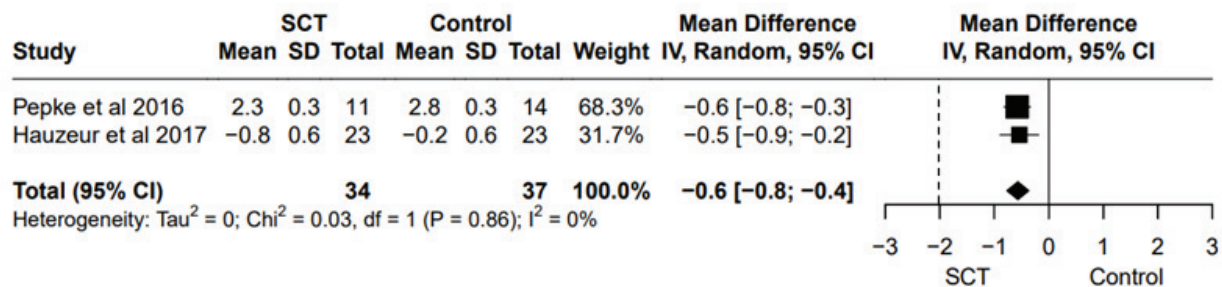 SCT Control Mean Difference Mean Difference
Study Mean SD Total Mean SD Total Weight IV, Random, 95% CI IV, Random, 95% CI
Pepke et al 2016 2.3 0.3 11 2.8 0.3 14 68.3% −0.6 [−0.8; −0.3]
Hauzeur et al 2017 −0.8 0.6 23 −0.2 0.6 23 31.7% −0.5 [−0.9; −0.2]
Total (95% CI) 34 37 100.0% −0.6 [−0.8; −0.4]
Heterogeneity: Tau² = 0; Chi² = 0.03, df = 1 (P = 0.86); I² = 0%
−3 −2 −1 0 1 2 3
SCT Control